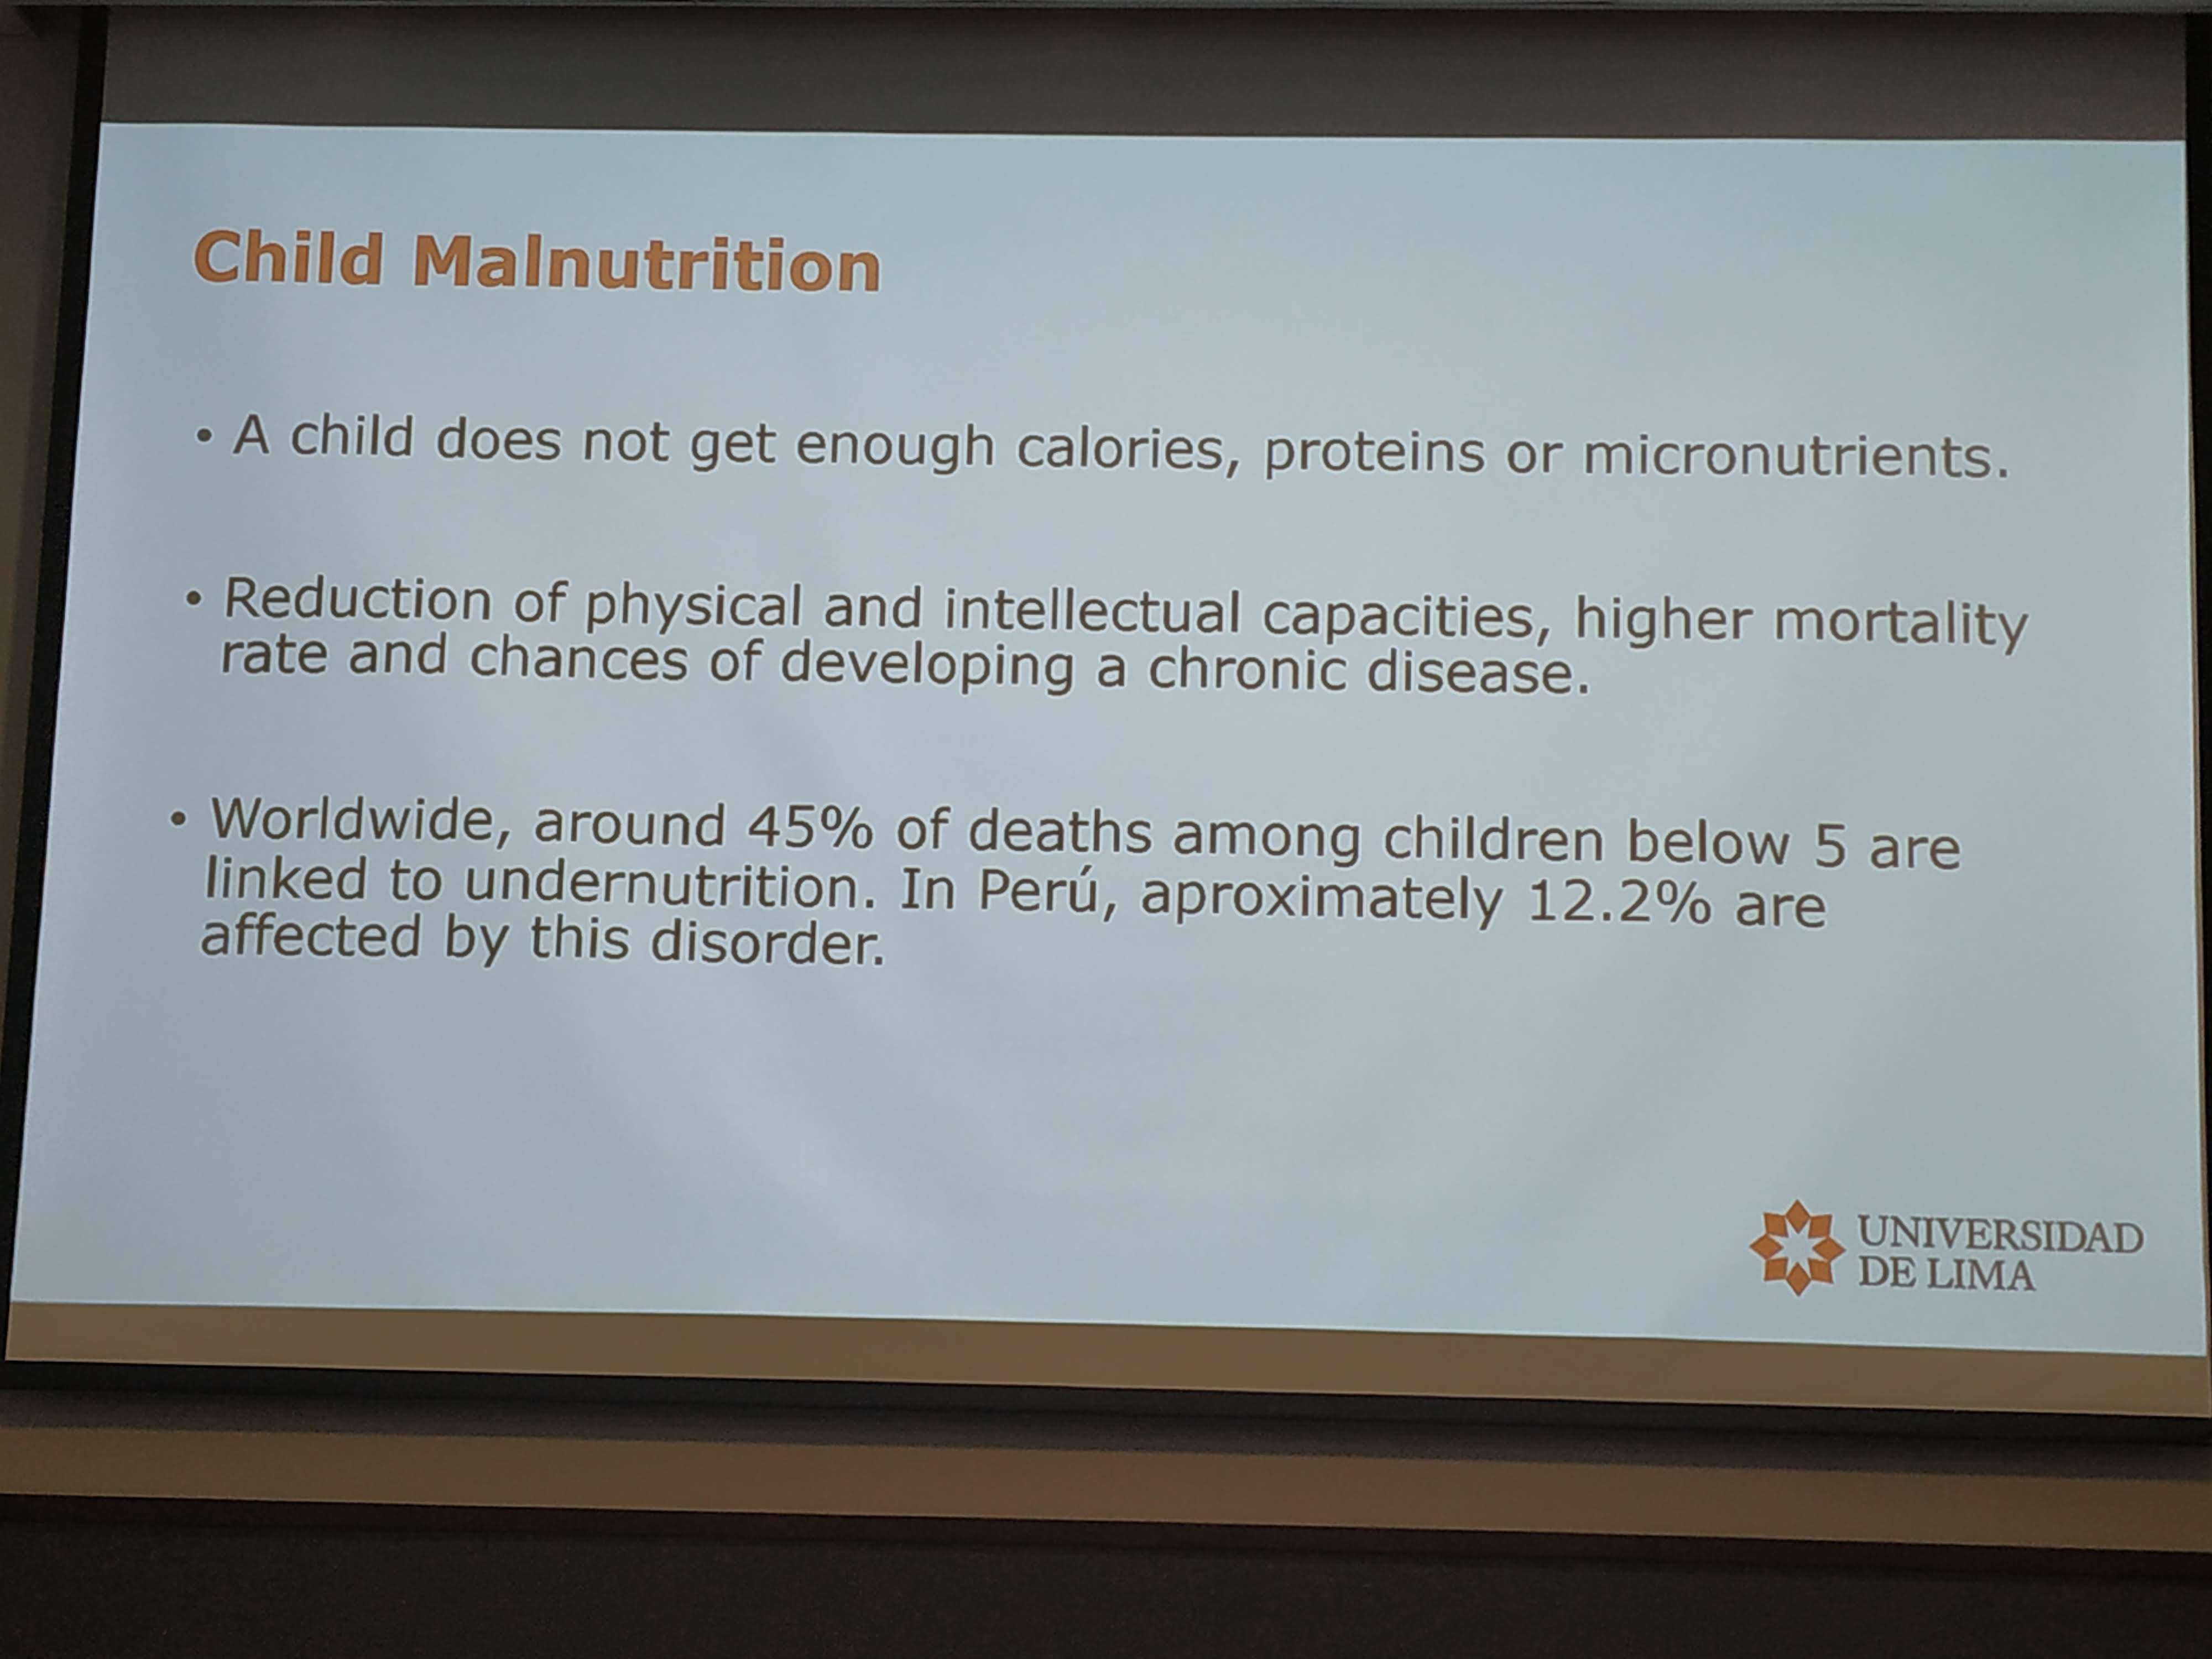 Child Malnutrition
• A child does not get enough calories, proteins or micronutrients.
• Reduction of physical and intellectual capacities, higher mortality
rate and chances of developing a chronic disease.
• Worldwide, around 45% of deaths among children below 5 are
linked to undernutrition. In Perú, aproximately 12.2% are
affected by this disorder.
UNIVERSIDAD
DE LIMA